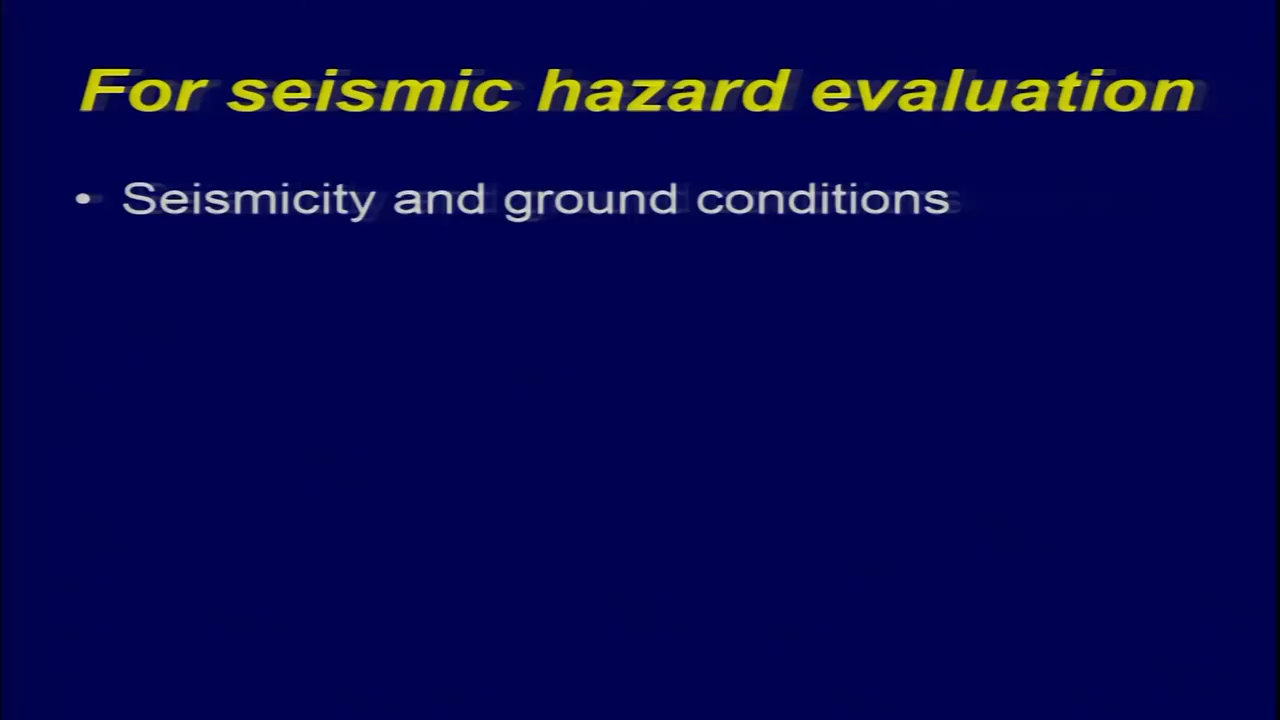 For seismic hazard evaluation
• Seismicity and ground conditions